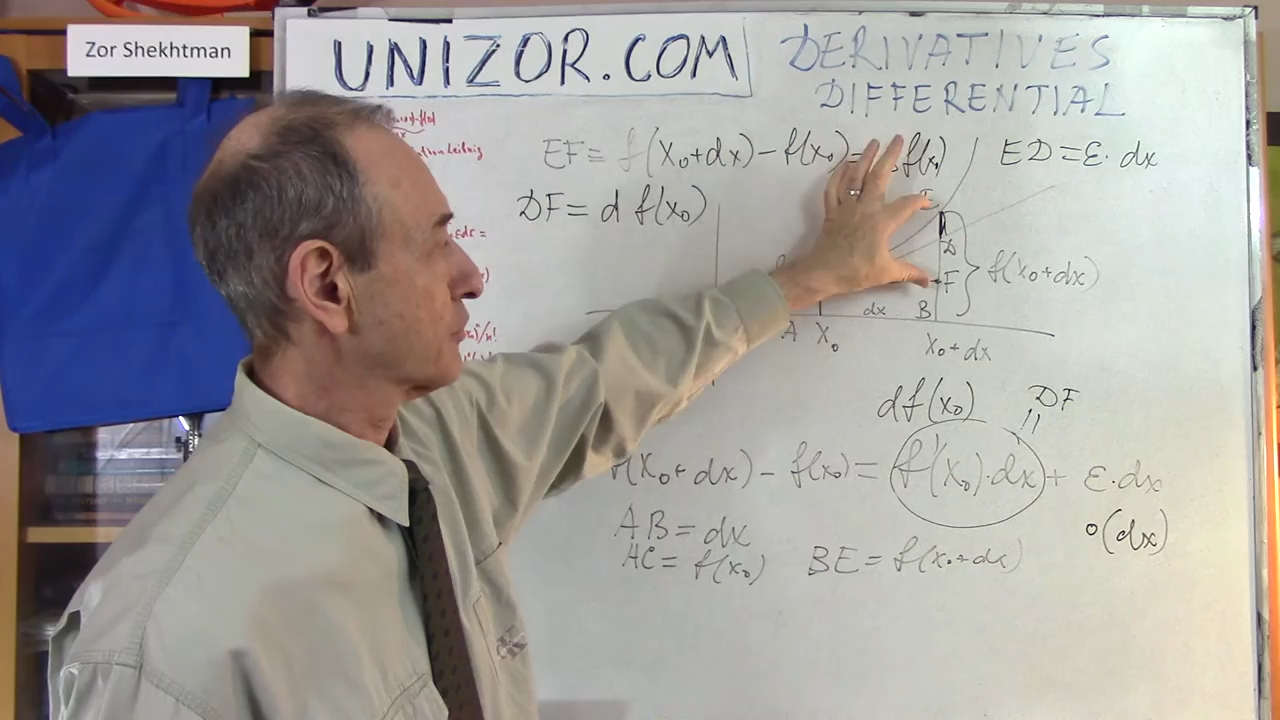 Zor Shekhtman
UNIZOR.COM
DERIVATIVES
DIFFERENTIAL
EF = f(x₀+dx) - f(x₀) = f(x₀)
ED = ε·dx
DF = d f(x₀)
D
F
f(x₀+dx)
dx
B
A
x₀
x₀+dx
df(x₀)
DF
=
f(x₀+dx) - f(x₀) = f'(x₀)·dx + ε·dx
AB = dx
o(dx)
AC = f(x₀)
BE = f(x₀+dx)